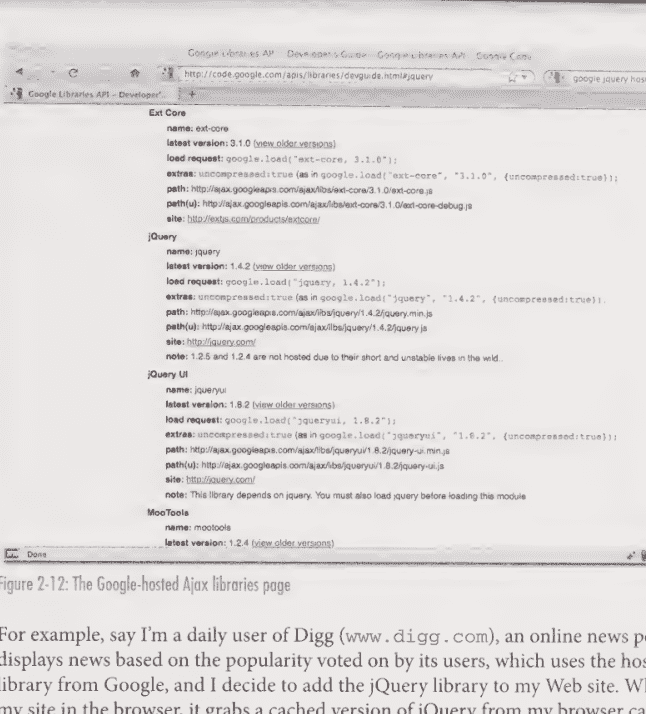 Google Libraries API Developer's Guide Google Libraries API Google Code
http://code.google.com/apis/libraries/devguide.html#jquery
google jquery hos
Google Libraries API – Developer'...
Ext Core
name: ext-core
latest version: 3.1.0 (view older versions)
load request: google.load("ext-core, 3.1.0");
extras: uncompressed:true (as in google.load("ext-core", "3.1.0", {uncompressed:true});
path: http://ajax.googleapis.com/ajax/libs/ext-core/3.1.0/ext-core.js
path(u): http://ajax.googleapis.com/ajax/libs/ext-core/3.1.0/ext-core-debug.js
site: http://extjs.com/products/extcore/
jQuery
name: jquery
latest version: 1.4.2 (view older versions)
load request: google.load("jquery, 1.4.2");
extras: uncompressed:true (as in google.load("jquery", "1.4.2", {uncompressed:true});
path: http://ajax.googleapis.com/ajax/libs/jquery/1.4.2/jquery.min.js
path(u): http://ajax.googleapis.com/ajax/libs/jquery/1.4.2/jquery.js
site: http://jquery.com/
note: 1.2.5 and 1.2.4 are not hosted due to their short and unstable lives in the wild..
jQuery UI
name: jqueryui
latest version: 1.8.2 (view older versions)
load request: google.load("jqueryui, 1.8.2");
extras: uncompressed:true (as in google.load("jqueryui", "1.8.2", {uncompressed:true});
path: http://ajax.googleapis.com/ajax/libs/jqueryui/1.8.2/jquery-ui.min.js
path(u): http://ajax.googleapis.com/ajax/libs/jqueryui/1.8.2/jquery-ui.js
site: http://jquery.com/
note: This library depends on jquery. You must also load jquery before loading this module
MooTools
name: mootools
latest version: 1.2.4 (view older versions)
Done
Figure 2-12: The Google-hosted Ajax libraries page
For example, say I'm a daily user of Digg (www.digg.com), an online news po
displays news based on the popularity voted on by its users, which uses the hos
library from Google, and I decide to add the jQuery library to my Web site. Wh
my site in the browser, it grabs a cached version of jQuery from my browser ca